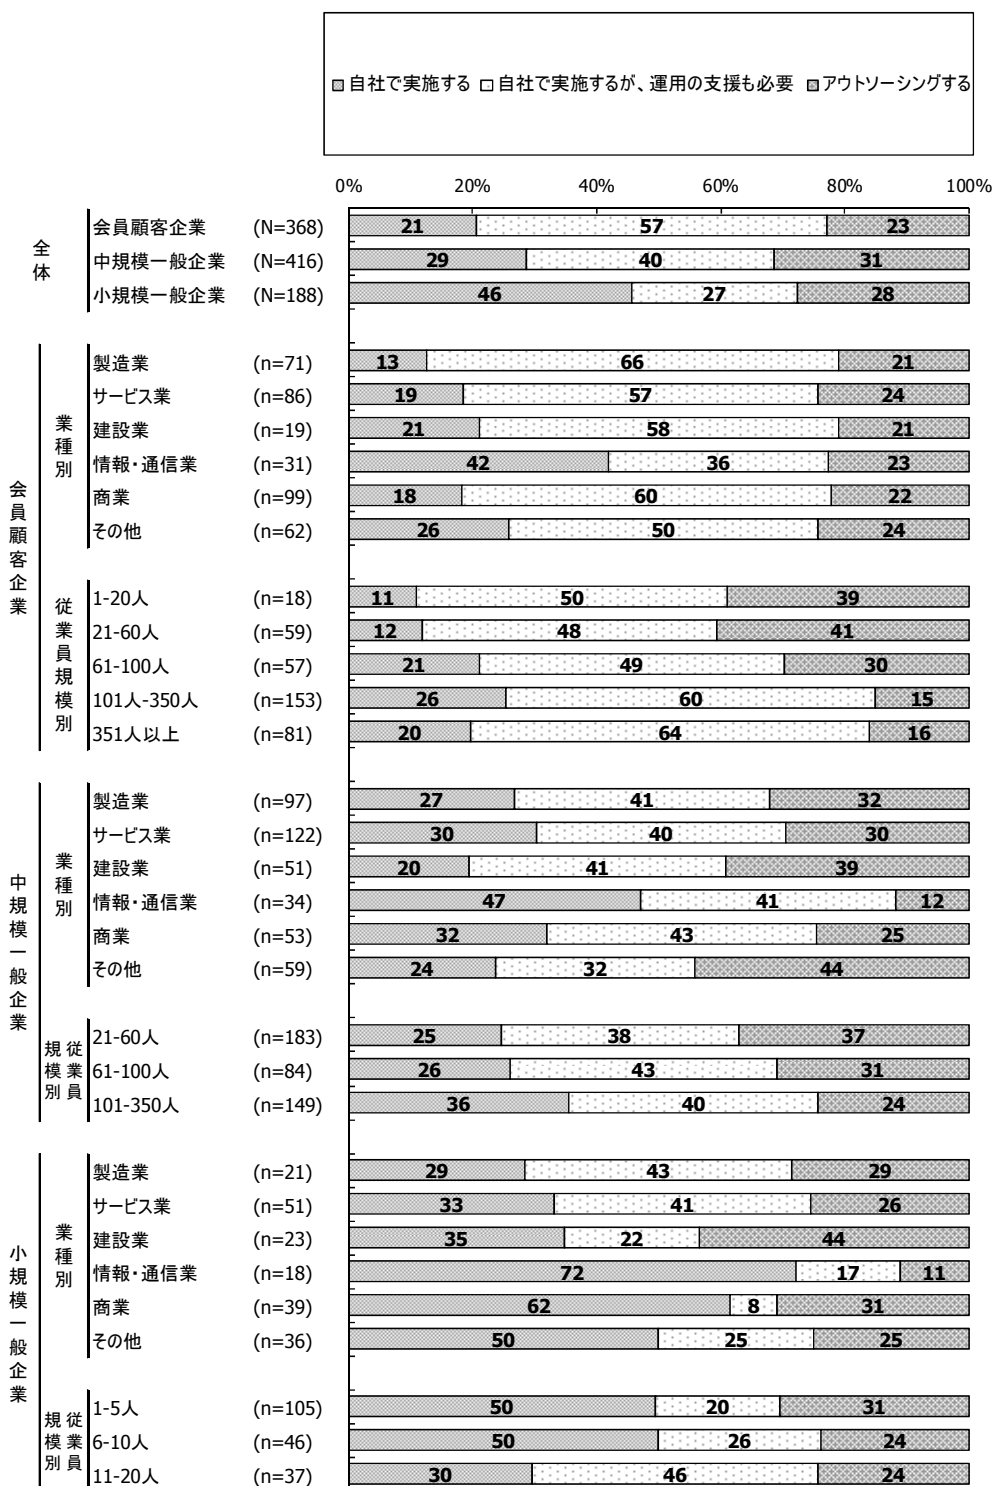 自社で実施する 自社で実施するが、運用の支援も必要 アウトソーシングする
0% 20% 40% 60% 80% 100%
全体
会員顧客企業 (N=368) 21 57 23
中規模一般企業 (N=416) 29 40 31
小規模一般企業 (N=188) 46 27 28
会員顧客企業
業種別
製造業 (n=71) 13 66 21
サービス業 (n=86) 19 57 24
建設業 (n=19) 21 58 21
情報・通信業 (n=31) 42 36 23
商業 (n=99) 18 60 22
その他 (n=62) 26 50 24
従業員規模別
1-20人 (n=18) 11 50 39
21-60人 (n=59) 12 48 41
61-100人 (n=57) 21 49 30
101人-350人 (n=153) 26 60 15
351人以上 (n=81) 20 64 16
中規模一般企業
業種別
製造業 (n=97) 27 41 32
サービス業 (n=122) 30 40 30
建設業 (n=51) 20 41 39
情報・通信業 (n=34) 47 41 12
商業 (n=53) 32 43 25
その他 (n=59) 24 32 44
従業員規模別
21-60人 (n=183) 25 38 37
61-100人 (n=84) 26 43 31
101-350人 (n=149) 36 40 24
小規模一般企業
業種別
製造業 (n=21) 29 43 29
サービス業 (n=51) 33 41 26
建設業 (n=23) 35 22 44
情報・通信業 (n=18) 72 17 11
商業 (n=39) 62 8 31
その他 (n=36) 50 25 25
従業員規模別
1-5人 (n=105) 50 20 31
6-10人 (n=46) 50 26 24
11-20人 (n=37) 30 46 24